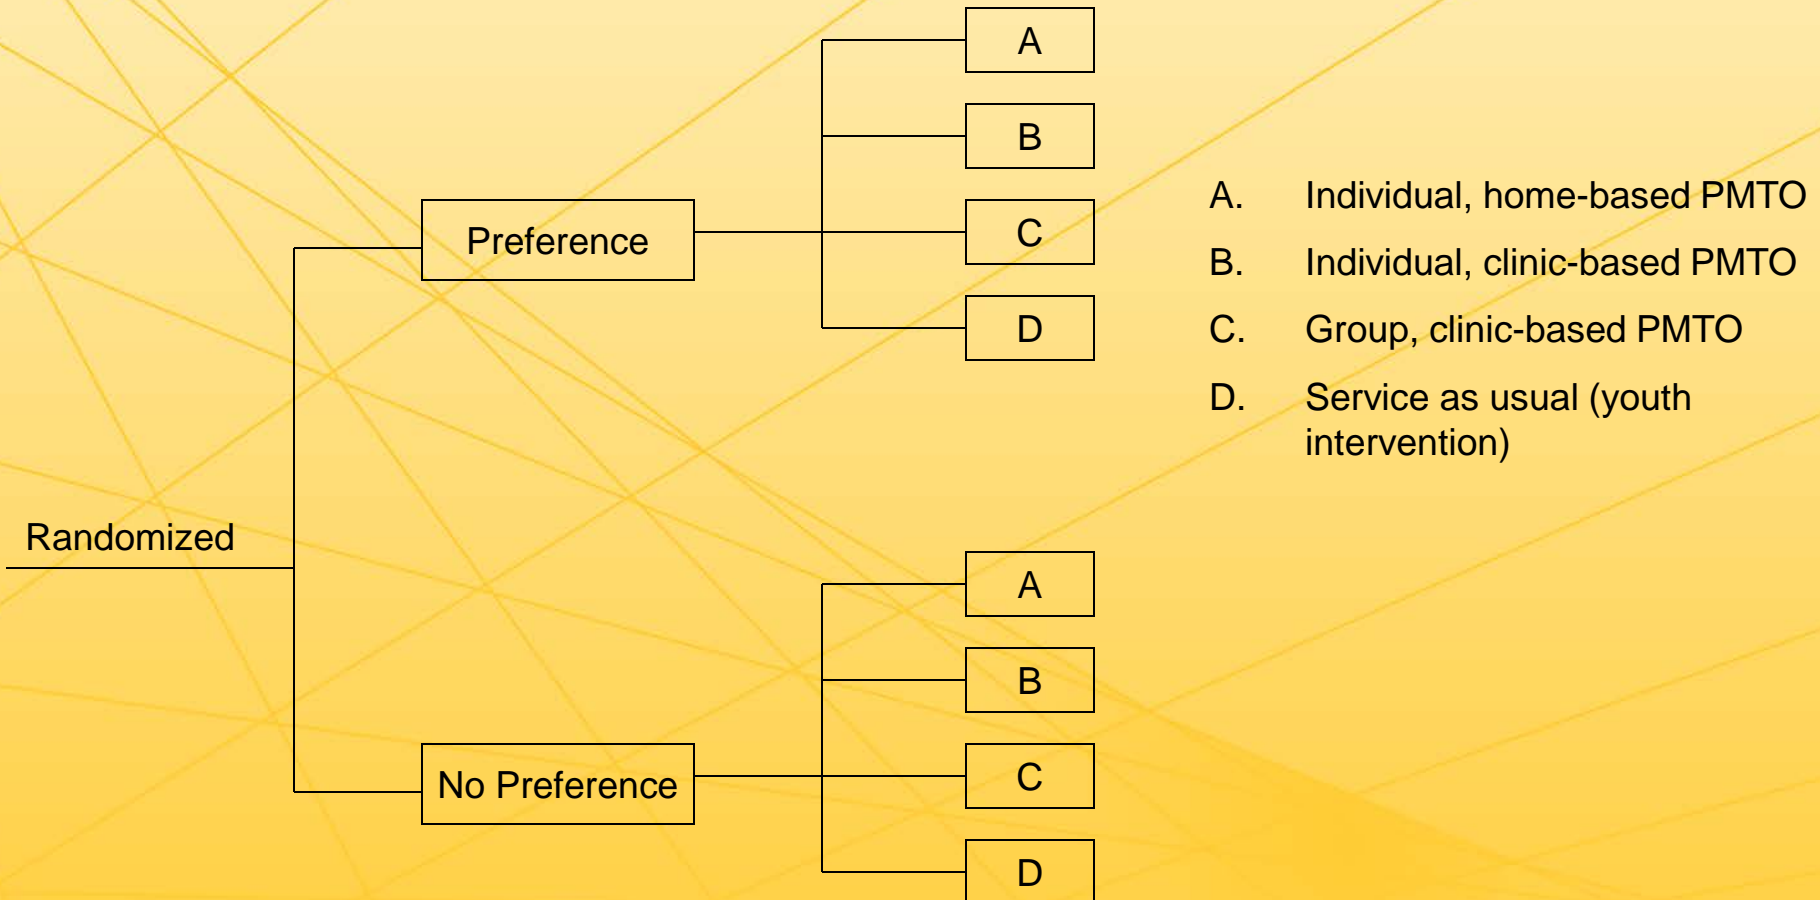 A
B
Preference
C
D
A. Individual, home-based PMTO
B. Individual, clinic-based PMTO
C. Group, clinic-based PMTO
D. Service as usual (youth
intervention)
Randomized
A
B
No Preference
C
D